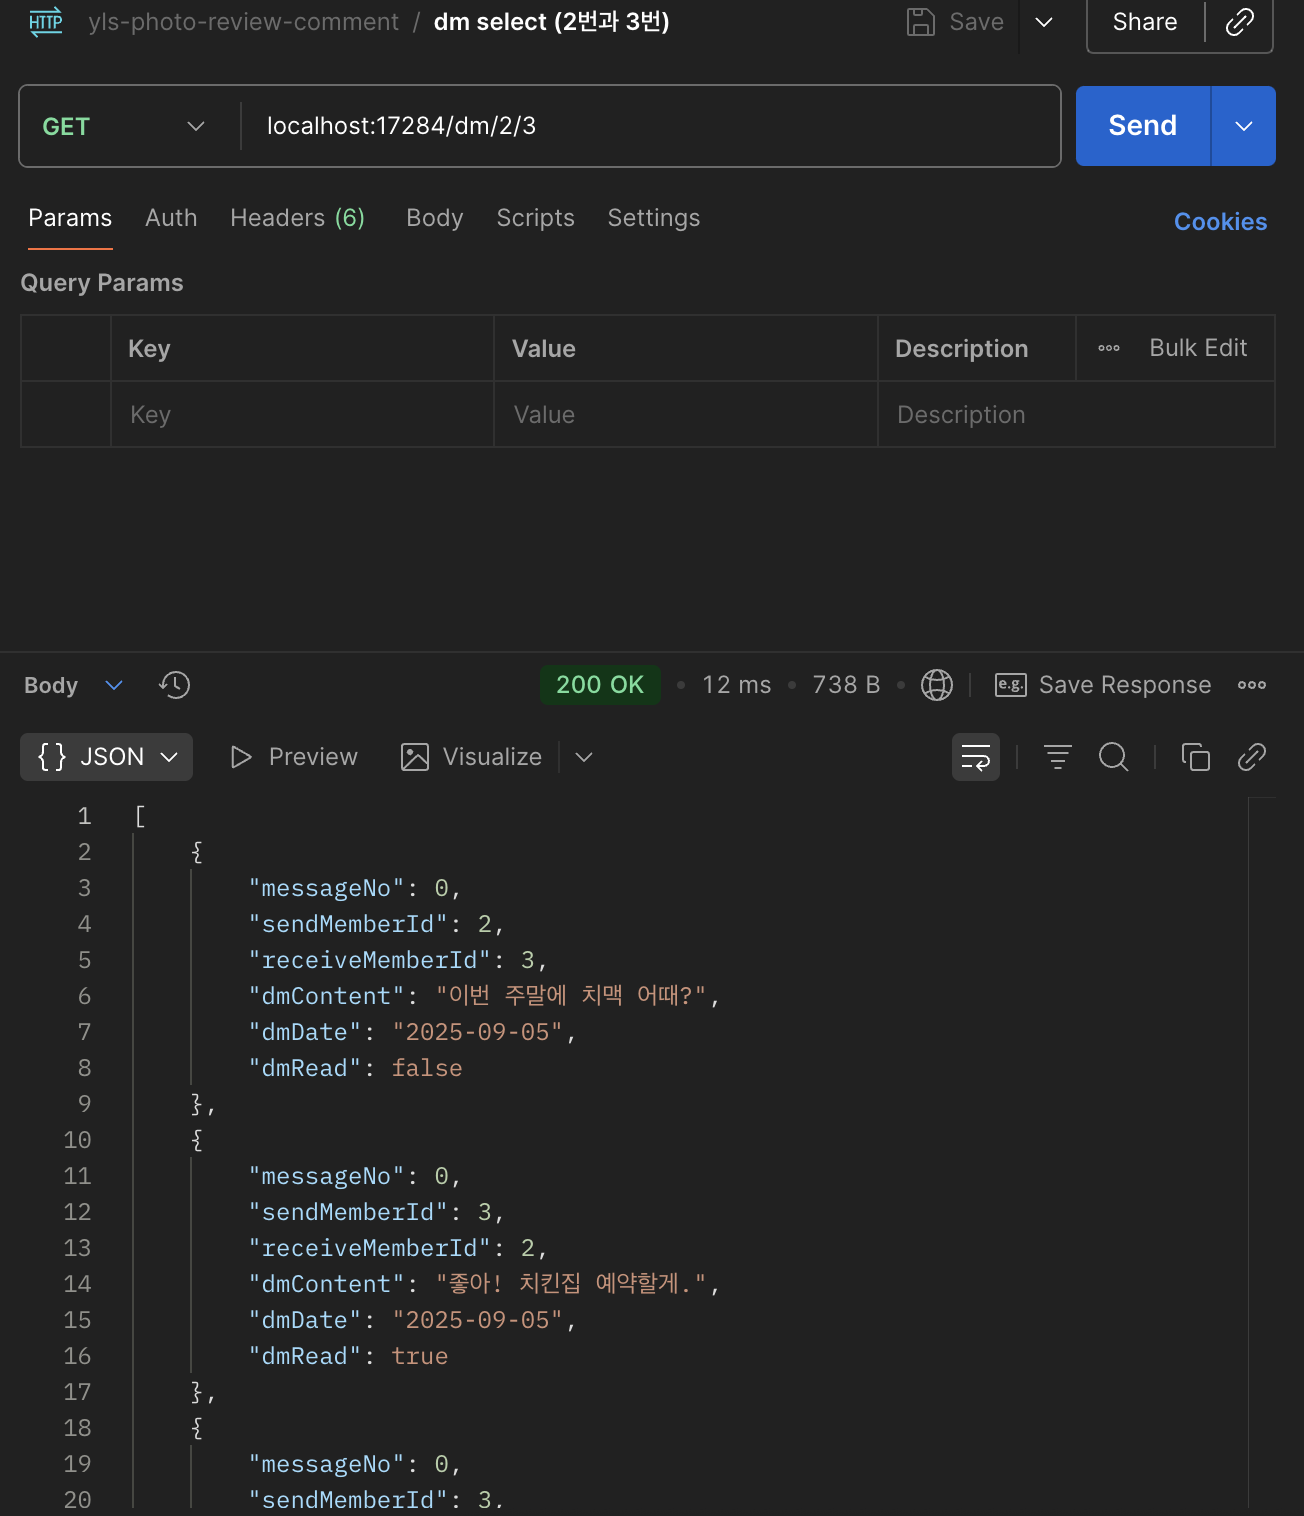 HTTP yls-photo-review-comment / dm select (2번과 3번) Save Share
GET localhost:17284/dm/2/3 Send
Params Auth Headers (6) Body Scripts Settings Cookies
Query Params
Key Value Description Bulk Edit
Key Value Description
Body 200 OK • 12 ms • 738 B • e.g. Save Response
{} JSON Preview Visualize
1 [
2 {
3 "messageNo": 0,
4 "sendMemberId": 2,
5 "receiveMemberId": 3,
6 "dmContent": "이번 주말에 치맥 어때?",
7 "dmDate": "2025-09-05",
8 "dmRead": false
9 },
10 {
11 "messageNo": 0,
12 "sendMemberId": 3,
13 "receiveMemberId": 2,
14 "dmContent": "좋아! 치킨집 예약할게.",
15 "dmDate": "2025-09-05",
16 "dmRead": true
17 },
18 {
19 "messageNo": 0,
20 "sendMemberId": 3,